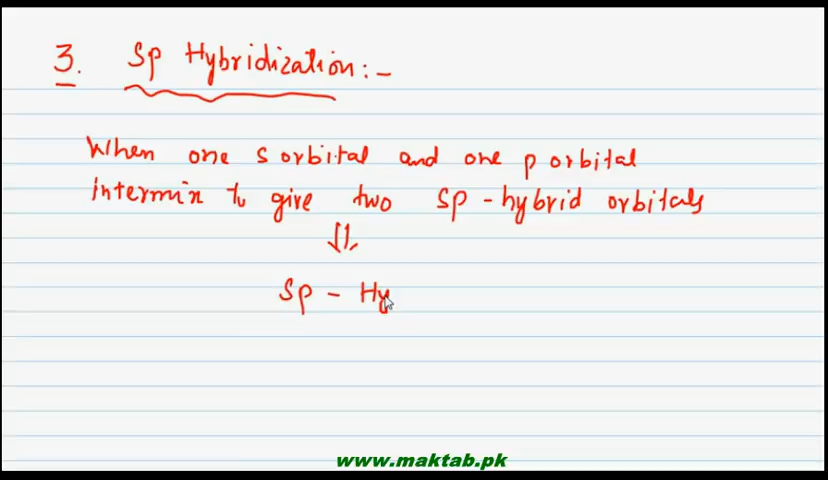 3. Sp Hybridization:-
When one s orbital and one p orbital
intermix to give two Sp-hybrid orbitals
Sp - Hy
www.maktab.pk